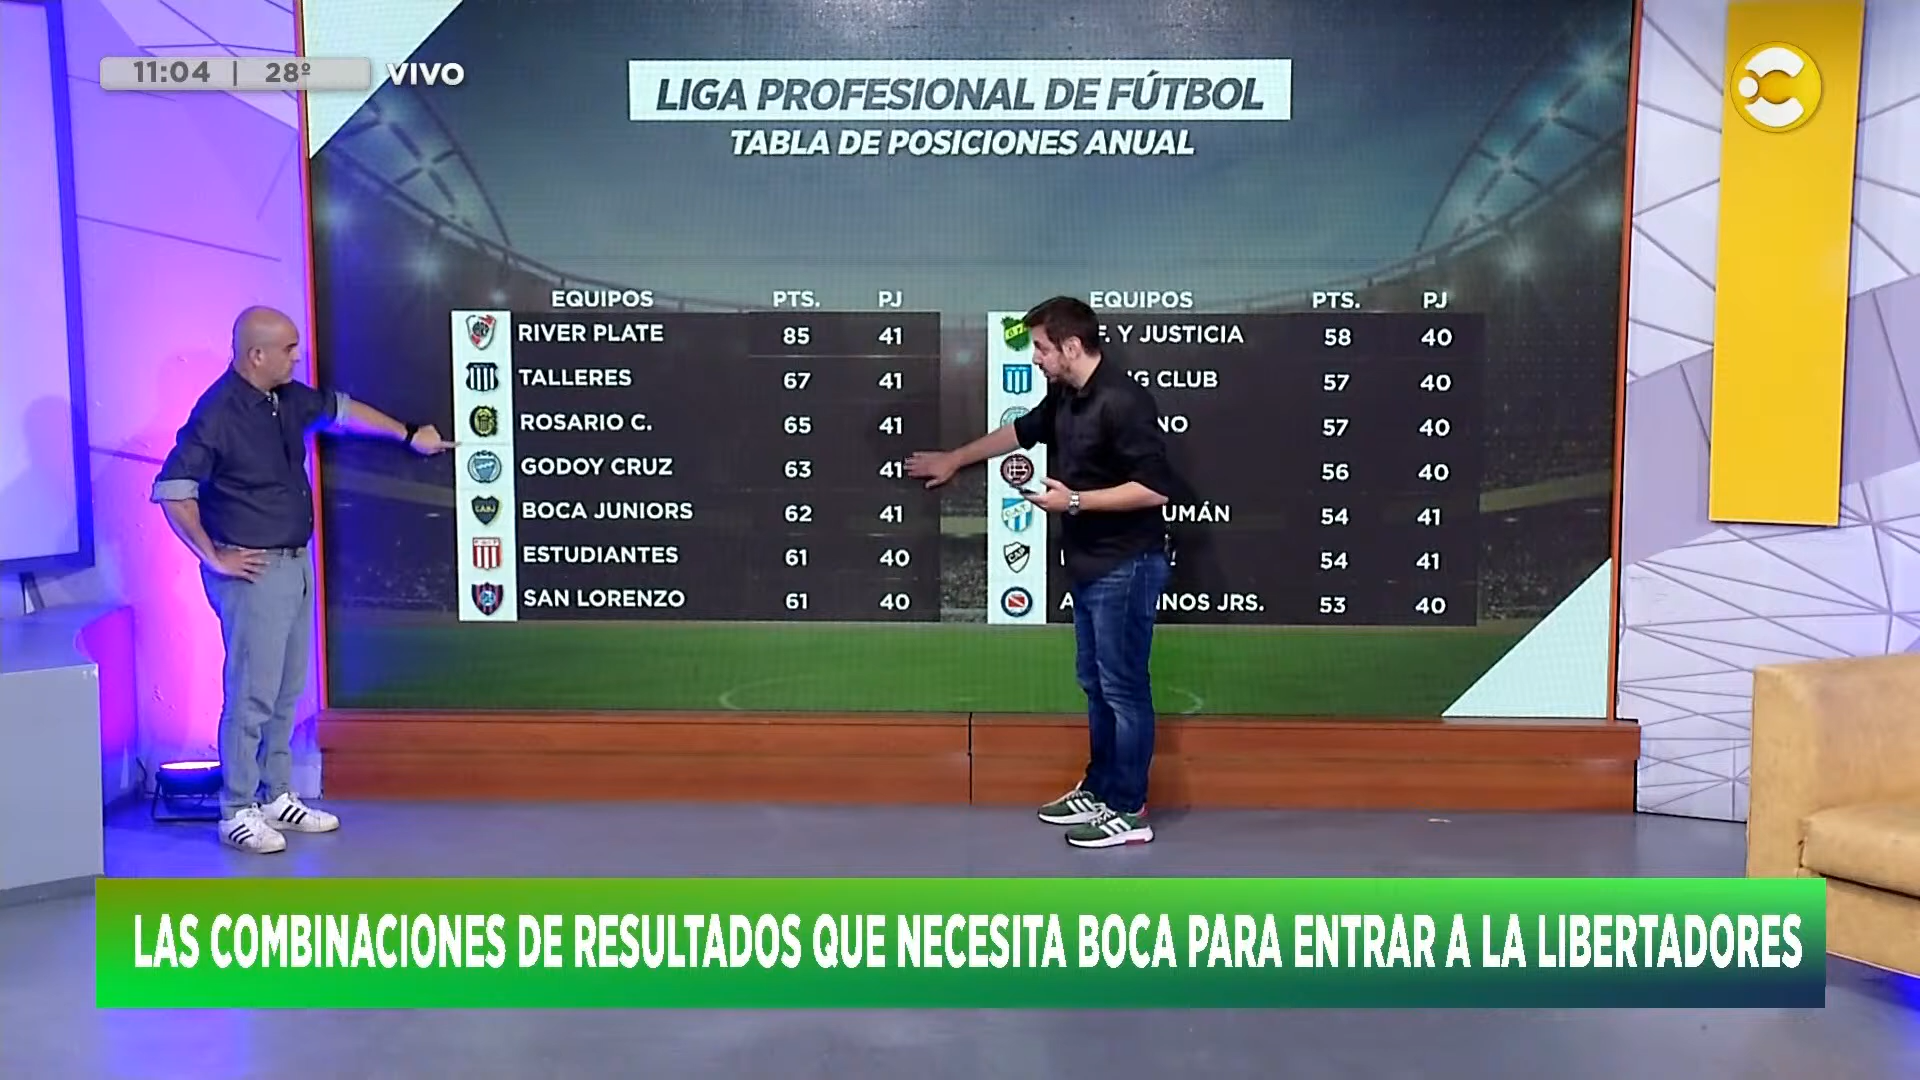 11:04 | 28º VIVO
LIGA PROFESIONAL DE FÚTBOL
TABLA DE POSICIONES ANUAL
EQUIPOS PTS. PJ
RIVER PLATE 85 41
TALLERES 67 41
ROSARIO C. 65 41
GODOY CRUZ 63 41
BOCA JUNIORS 62 41
ESTUDIANTES 61 40
SAN LORENZO 61 40
EQUIPOS PTS. PJ
F. Y JUSTICIA 58 40
CLUB 57 40
57 40
56 40
54 41
54 41
JRS. 53 40
LAS COMBINACIONES DE RESULTADOS QUE NECESITA BOCA PARA ENTRAR A LA LIBERTADORES